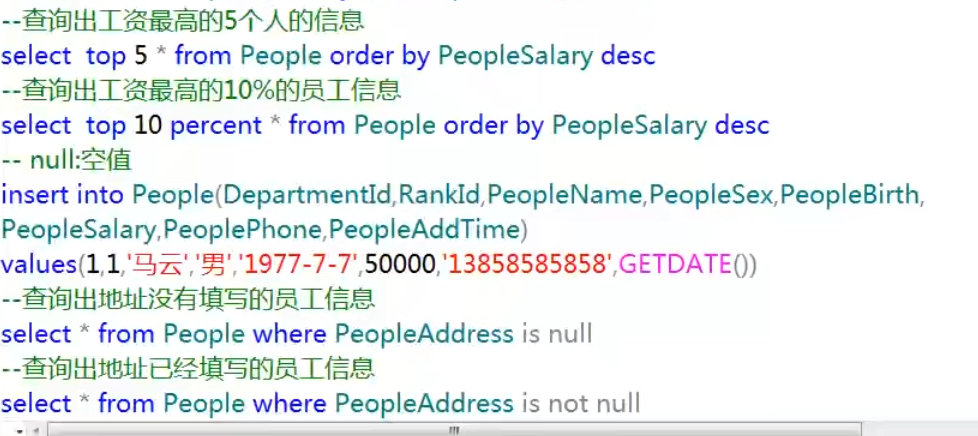 --查询出工资最高的5个人的信息
select  top 5 * from People order by PeopleSalary desc
--查询出工资最高的10%的员工信息
select  top 10 percent * from People order by PeopleSalary desc
-- null:空值
insert into People(DepartmentId,RankId,PeopleName,PeopleSex,PeopleBirth,
PeopleSalary,PeoplePhone,PeopleAddTime)
values(1,1,'马云','男','1977-7-7',50000,'13858585858',GETDATE())
--查询出地址没有填写的员工信息
select * from People where PeopleAddress is null
--查询出地址已经填写的员工信息
select * from People where PeopleAddress is not null